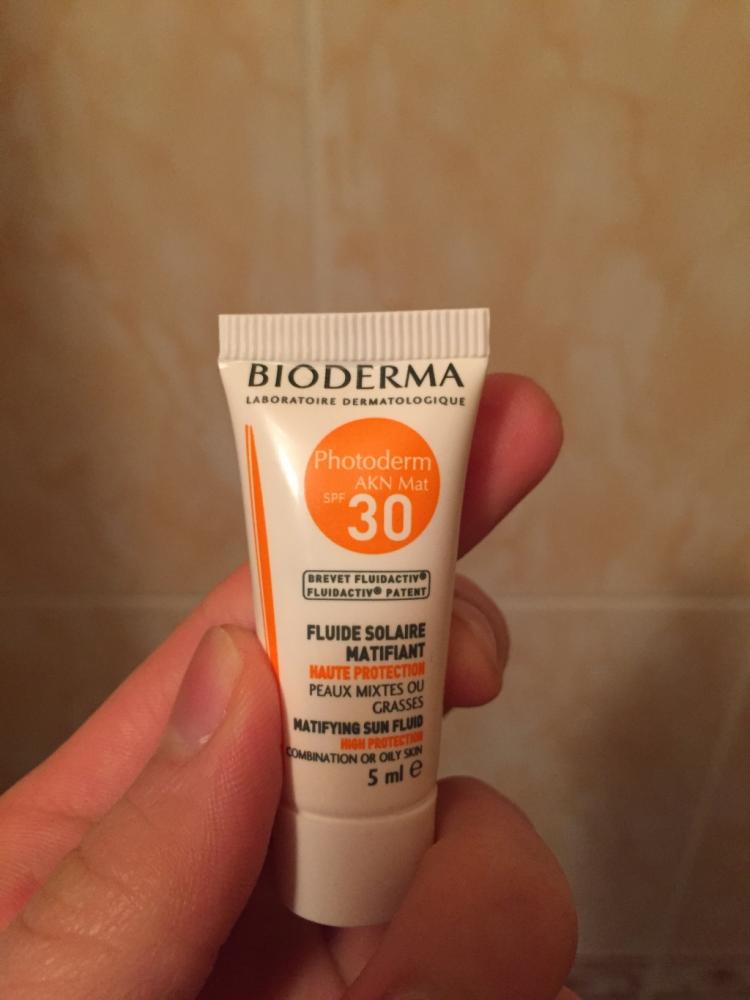 BIODERMA
LABORATOIRE DERMATOLOGIQUE
Photoderm
AKN Mat
SPF 30
BREVET FLUIDACTIV®
FLUIDACTIV® PATENT
FLUIDE SOLAIRE
MATIFIANT
HAUTE PROTECTION
PEAUX MIXTES OU
GRASSES
MATIFYING SUN FLUID
HIGH PROTECTION
COMBINATION OR OILY SKIN
5 ml ℮